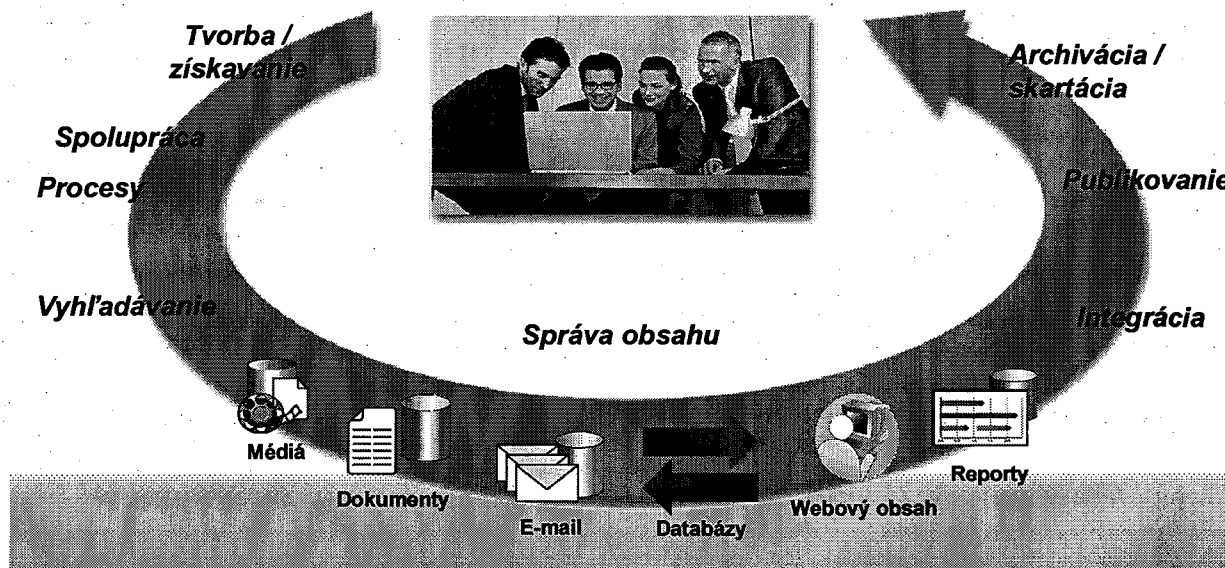 Tvorba /
získavanie
Spolupráca
Procesy
Vyhľadávanie
Správa obsahu
Archivácia /
skartácia
Publikovanie
Integrácia
Médiá
Dokumenty
E-mail
Databázy
Webový obsah
Reporty